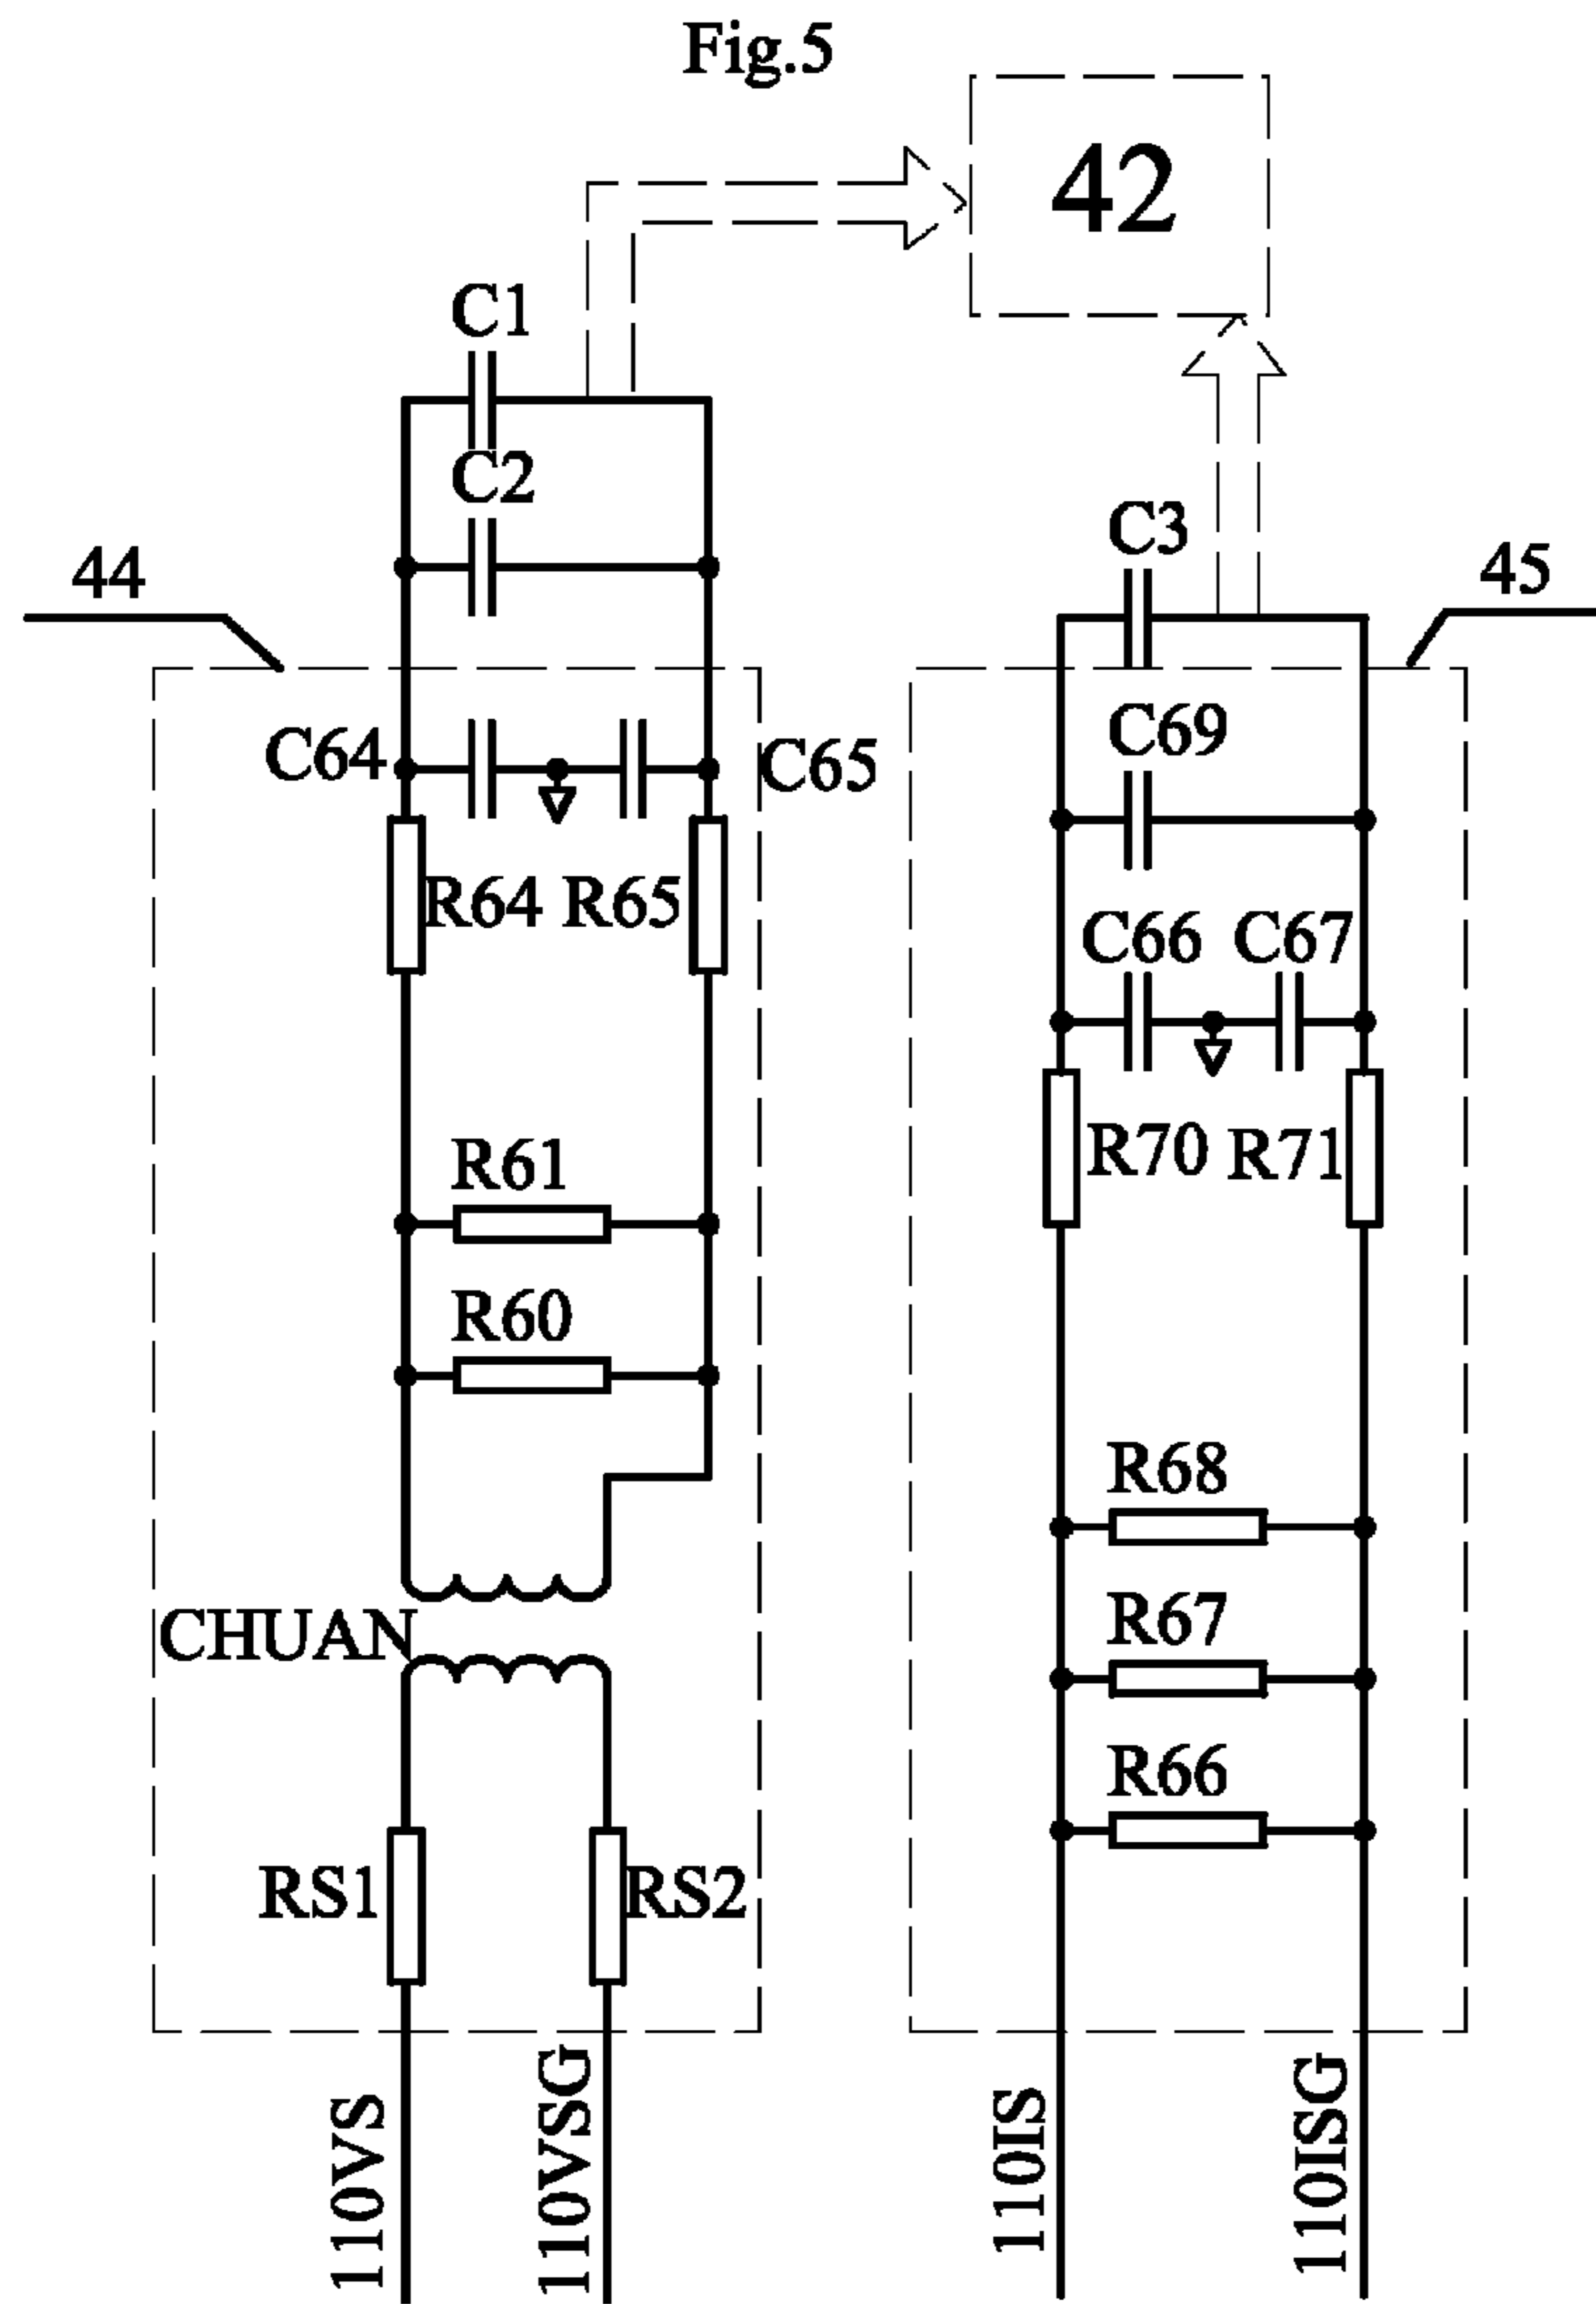 Fig.5
42
C1
C2
C3
44
45
C64
C65
C69
R64
R65
C66
C67
R61
R70
R71
R60
R68
CHUAN
R67
R66
RS1
RS2
110VS
110VSG
110IS
110ISG